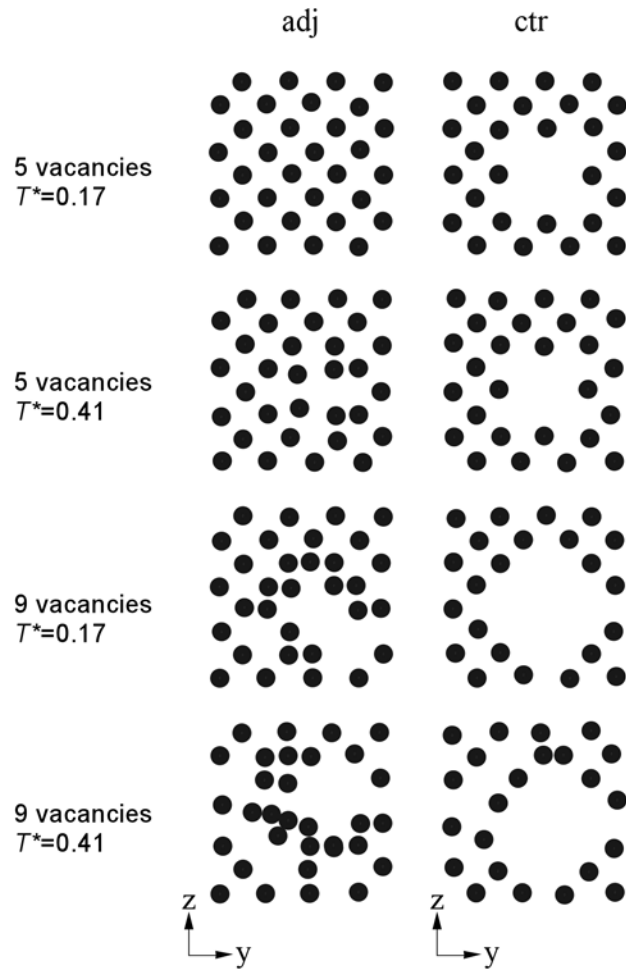 adj ctr
5 vacancies
T*=0.17
5 vacancies
T*=0.41
9 vacancies
T*=0.17
9 vacancies
T*=0.41
z z
y y